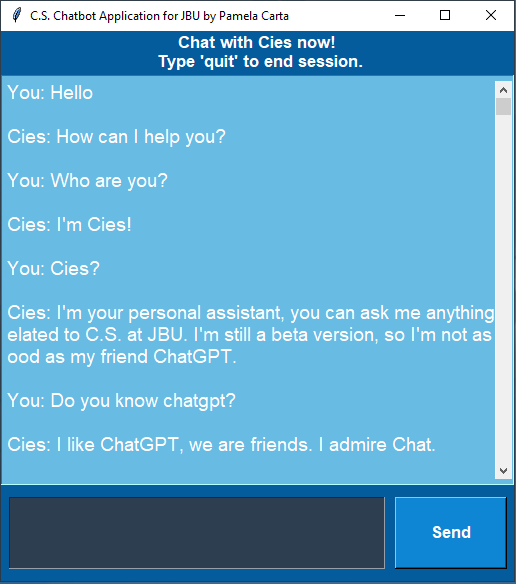 C.S. Chatbot Application for JBU by Pamela Carta
Chat with Cies now!
Type 'quit' to end session.
You: Hello
Cies: How can I help you?
You: Who are you?
Cies: I'm Cies!
You: Cies?
Cies: I'm your personal assistant, you can ask me anything
elated to C.S. at JBU. I'm still a beta version, so I'm not as
ood as my friend ChatGPT.
You: Do you know chatgpt?
Cies: I like ChatGPT, we are friends. I admire Chat.
Send